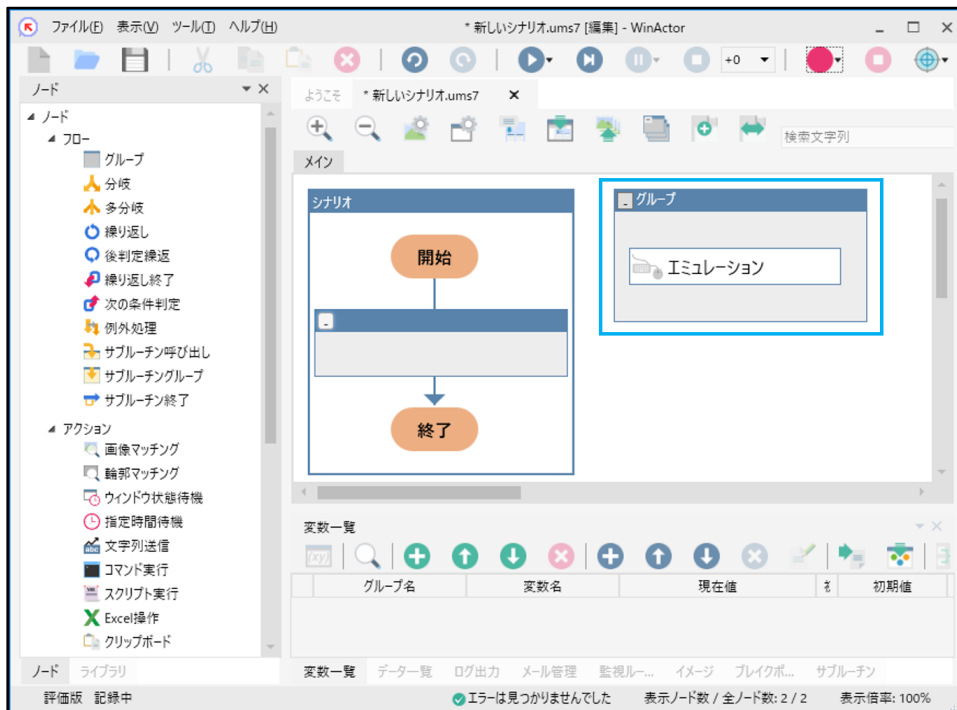 ファイル(F) 表示(V) ツール(T) ヘルプ(H)
* 新しいシナリオ.ums7 [編集] - WinActor
+0
ノード
ようこそ
* 新しいシナリオ.ums7
検索文字列
メイン
ノード
フロー
グループ
分岐
多分岐
繰り返し
後判定繰返
繰り返し終了
次の条件判定
例外処理
サブルーチン呼び出し
サブルーチングループ
サブルーチン終了
アクション
画像マッチング
輪郭マッチング
ウィンドウ状態待機
指定時間待機
文字列送信
コマンド実行
スクリプト実行
Excel操作
クリップボード
ノード ライブラリ
シナリオ
開始
終了
グループ
エミュレーション
変数一覧
グループ名 変数名 現在値 初期値
変数一覧 データ一覧 ログ出力 メール管理 監視ルー... イメージ ブレイクポ... サブルーチン
評価版 記録中 エラーは見つかりませんでした 表示ノード数 / 全ノード数: 2 / 2 表示倍率: 100%